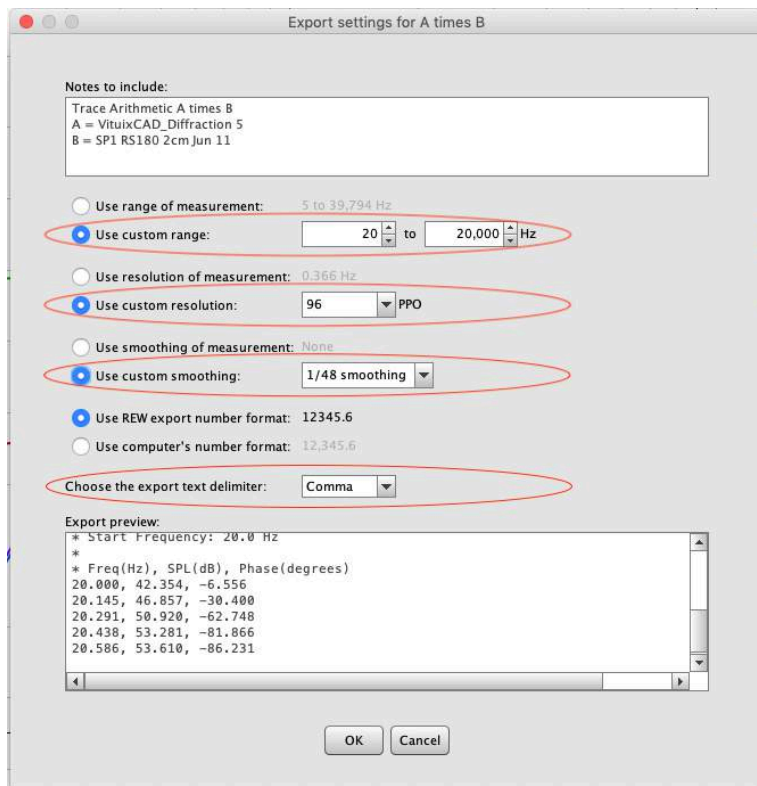 Export settings for A times B
Notes to include:
Trace Arithmetic A times B
A = VituixCAD_Diffraction 5
B = SP1 RS180 2cm Jun 11
Use range of measurement: 5 to 39,794 Hz
Use custom range: 20 to 20,000 Hz
Use resolution of measurement: 0.366 Hz
Use custom resolution: 96 PPO
Use smoothing of measurement: None
Use custom smoothing: 1/48 smoothing
Use REW export number format: 12345.6
Use computer's number format: 12,345.6
Choose the export text delimiter: Comma
Export preview:
* Start Frequency: 20.0 Hz
*
* Freq(Hz), SPL(dB), Phase(degrees)
20.000, 42.354, -6.556
20.145, 46.857, -30.400
20.291, 50.920, -62.748
20.438, 53.281, -81.866
20.586, 53.610, -86.231
OK Cancel